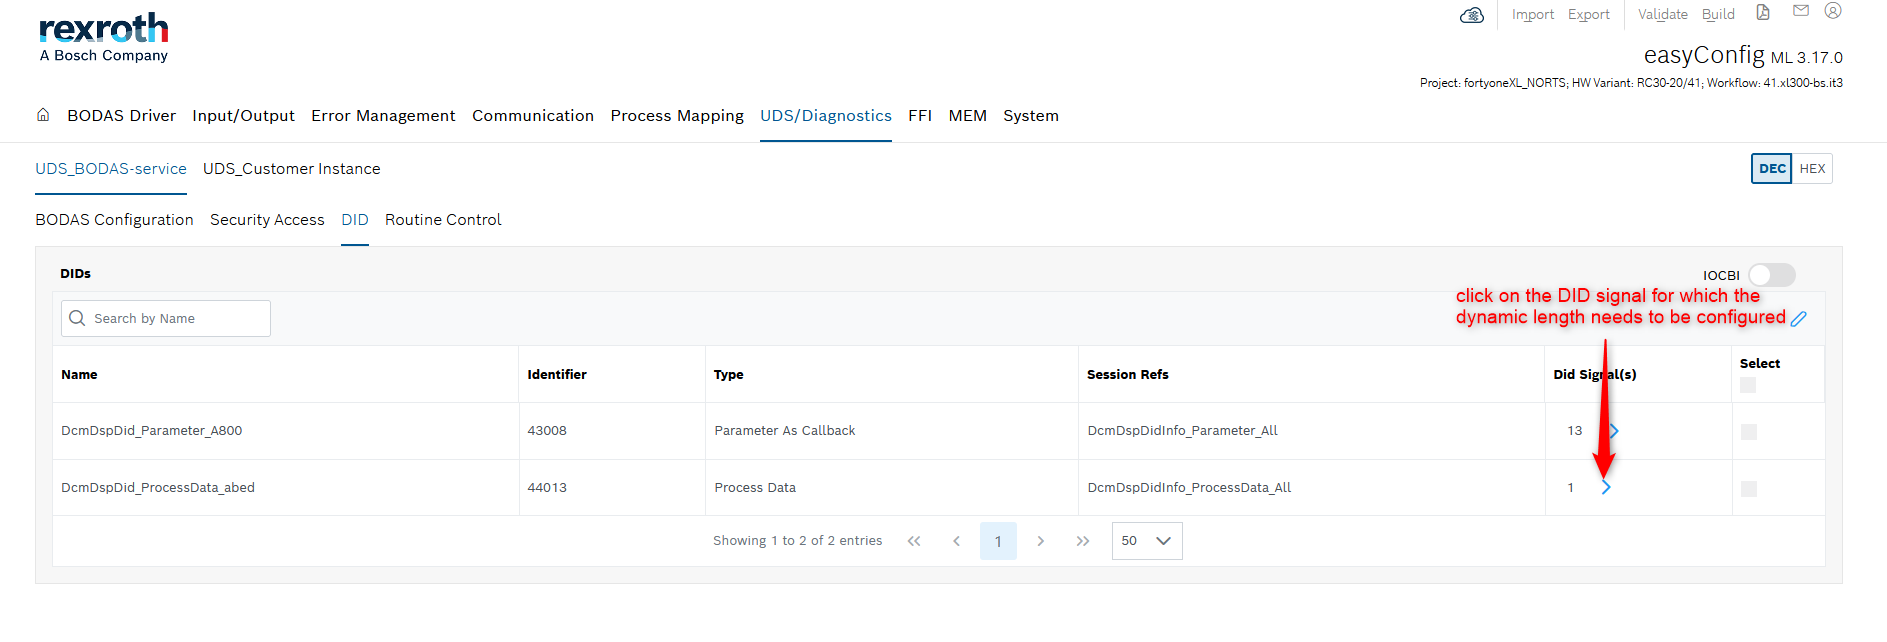 rexroth
A Bosch Company
Import Export Validate Build
easyConfig ML 3.17.0
Project: fortyoneXL_NORTS; HW Variant: RC30-20/41; Workflow: 41.xl300-bs.it3
BODAS Driver Input/Output Error Management Communication Process Mapping UDS/Diagnostics FFI MEM System
UDS_BODAS-service UDS_Customer Instance
DEC HEX
BODAS Configuration Security Access DID Routine Control
DIDs
IOCBI
click on the DID signal for which the
dynamic length needs to be configured
Search by Name
Name Identifier Type Session Refs Did Signal(s) Select
DcmDspDid_Parameter_A800 43008 Parameter As Callback DcmDspDidInfo_Parameter_All 13
DcmDspDid_ProcessData_abed 44013 Process Data DcmDspDidInfo_ProcessData_All 1
Showing 1 to 2 of 2 entries 1 50